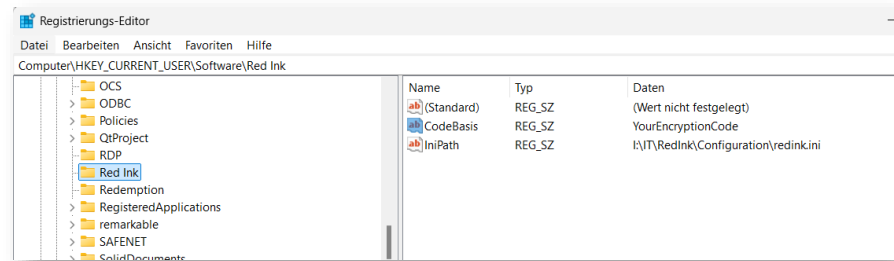 Registrierungs-Editor
Datei Bearbeiten Ansicht Favoriten Hilfe
Computer\HKEY_CURRENT_USER\Software\Red Ink
OCS
ODBC
Policies
QtProject
RDP
Red Ink
Redemption
RegisteredApplications
remarkable
SAFENET
SolidDocuments
Name Typ Daten
(Standard) REG_SZ (Wert nicht festgelegt)
CodeBasis REG_SZ YourEncryptionCode
IniPath REG_SZ I:\IT\RedInk\Configuration\redink.ini